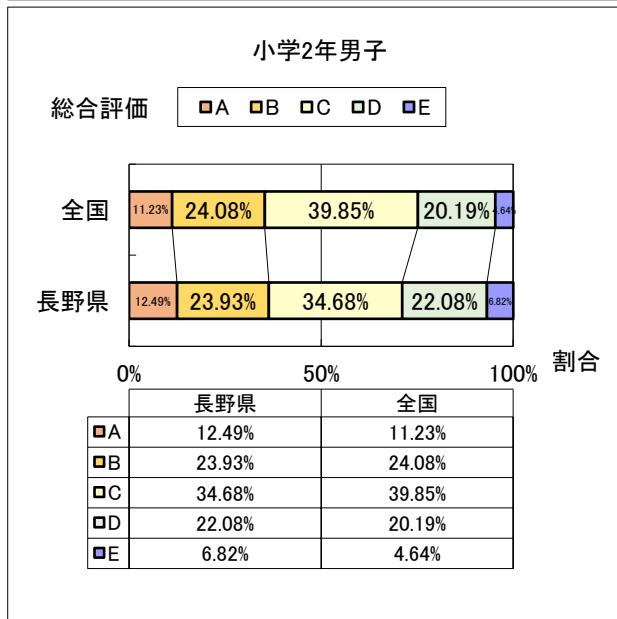 小学2年男子
総合評価 A B C D E
全国 11.23% 24.08% 39.85% 20.19% 4.64%
長野県 12.49% 23.93% 34.68% 22.08% 6.82%
0% 50% 100% 割合
長野県 全国
A 12.49% 11.23%
B 23.93% 24.08%
C 34.68% 39.85%
D 22.08% 20.19%
E 6.82% 4.64%